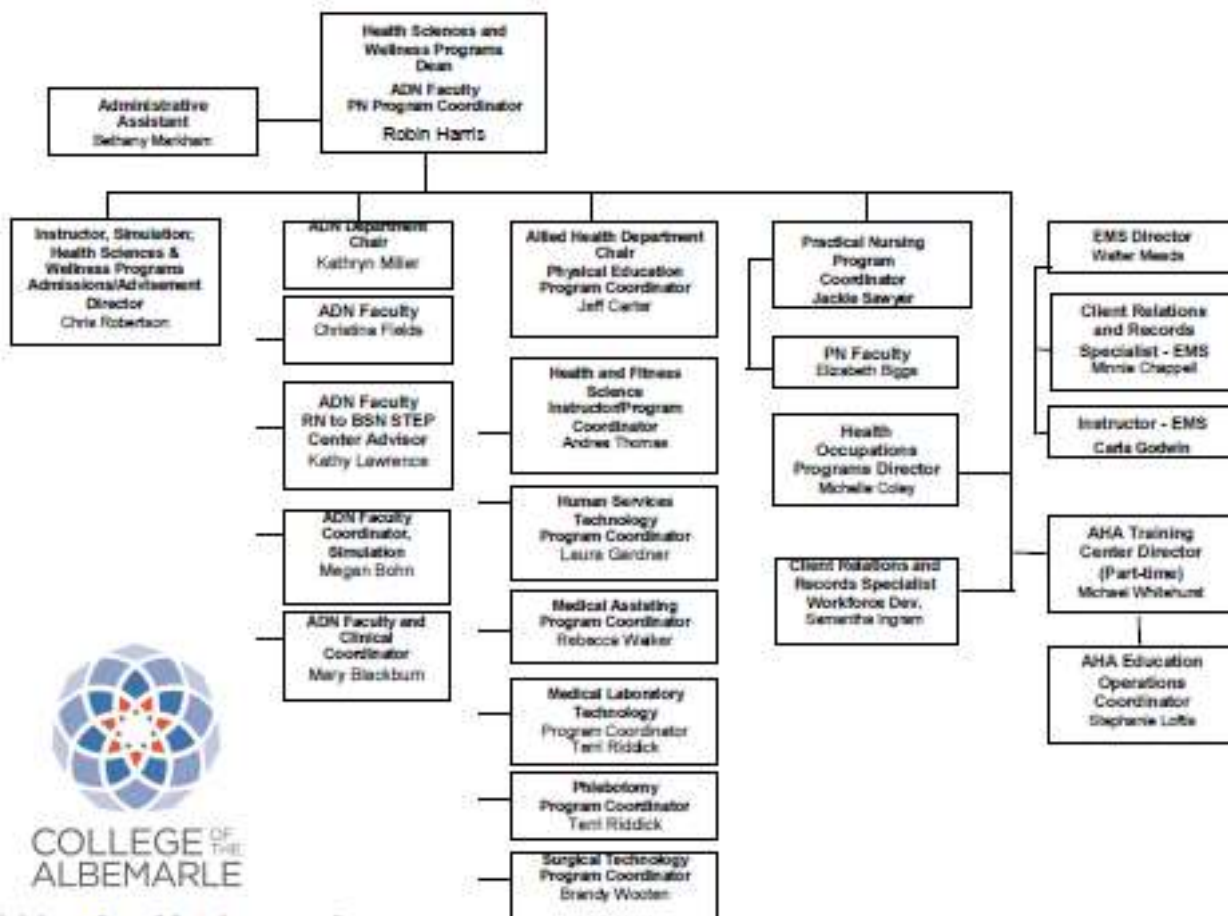 Health Sciences and
Wellness Programs
Dean
ADN Faculty
PN Program Coordinator
Robin Harris
Administrative
Assistant
Bethany Markham
Instructor, Simulation;
Health Sciences &
Wellness Programs
Admissions/Advisement
Director
Chris Robertson
ADN Department
Chair
Kathryn Miller
ADN Faculty
Christina Fields
ADN Faculty
RN to BSN STEP
Center Advisor
Kathy Lawrence
ADN Faculty
Coordinator,
Simulation
Megan Bohn
ADN Faculty and
Clinical
Coordinator
Mary Blackburn
Allied Health Department
Chair
Physical Education
Program Coordinator
Jeff Carter
Health and Fitness
Science
Instructor/Program
Coordinator
Andrea Thomas
Human Services
Technology
Program Coordinator
Laura Gardner
Medical Assisting
Program Coordinator
Rebecca Walker
Medical Laboratory
Technology
Program Coordinator
Terri Riddick
Phlebotomy
Program Coordinator
Terri Riddick
Surgical Technology
Program Coordinator
Brandy Wooten
Practical Nursing
Program
Coordinator
Jackie Sawyer
PN Faculty
Elizabeth Biggs
Health
Occupations
Programs Director
Michelle Coley
Client Relations and
Records Specialist
Workforce Dev.
Samantha Ingram
EMS Director
Walter Meads
Client Relations
and Records
Specialist - EMS
Minnie Chappell
Instructor - EMS
Carla Godwin
AHA Training
Center Director
(Part-time)
Michael Whitehurst
AHA Education
Operations
Coordinator
Stephanie Loftis
COLLEGE OF THE
ALBEMARLE